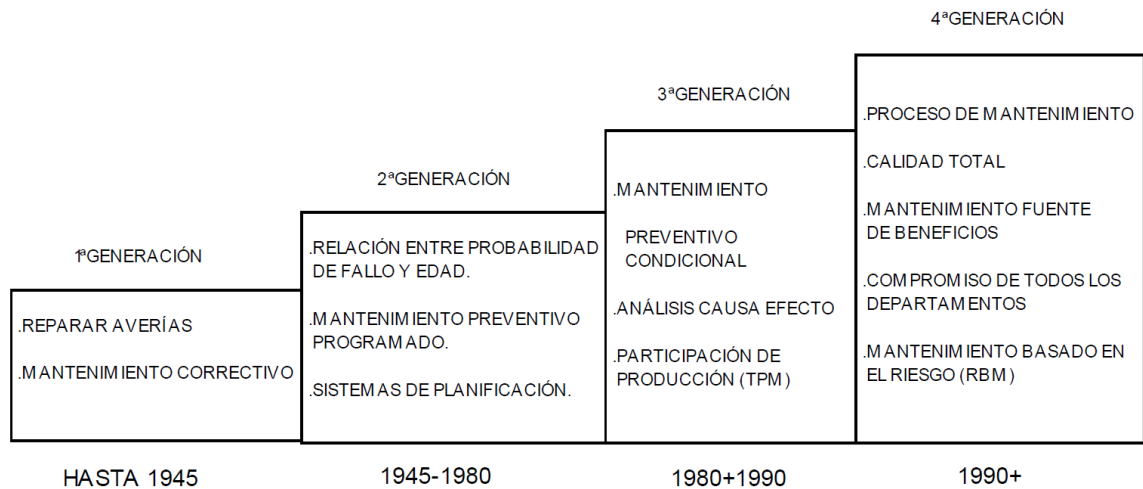 1ªGENERACIÓN
.REPARAR AVERÍAS
.MANTENIMIENTO CORRECTIVO
HASTA 1945
2ªGENERACIÓN
.RELACIÓN ENTRE PROBABILIDAD
DE FALLO Y EDAD.
.MANTENIMIENTO PREVENTIVO
PROGRAMADO.
.SISTEMAS DE PLANIFICACIÓN.
1945-1980
3ªGENERACIÓN
.MANTENIMIENTO
PREVENTIVO
CONDICIONAL
.ANÁLISIS CAUSA EFECTO
.PARTICIPACIÓN DE
PRODUCCIÓN (TPM)
1980+1990
4ªGENERACIÓN
.PROCESO DE MANTENIMIENTO
.CALIDAD TOTAL
.MANTENIMIENTO FUENTE
DE BENEFICIOS
.COMPROMISO DE TODOS LOS
DEPARTAMENTOS
.MANTENIMIENTO BASADO EN
EL RIESGO (RBM)
1990+